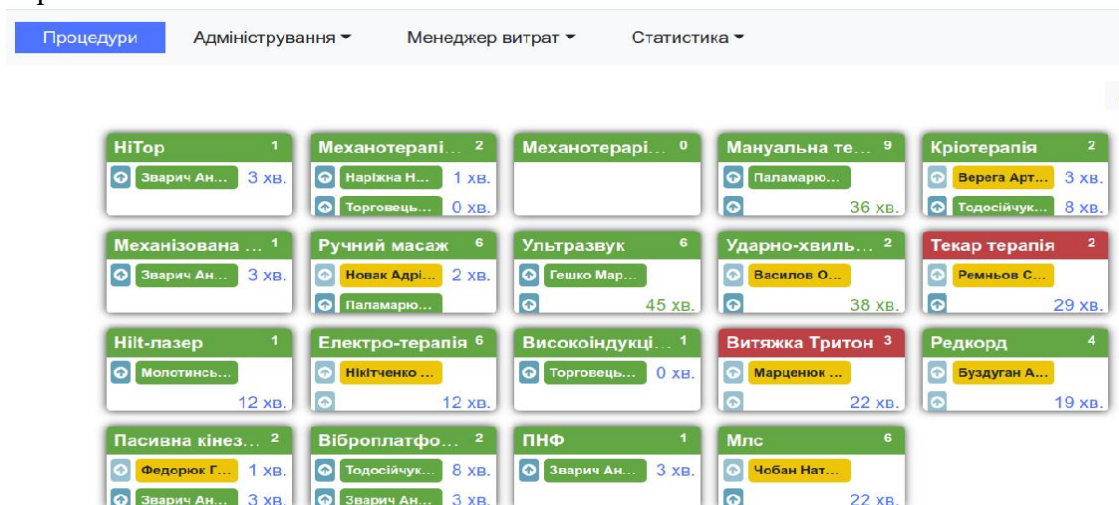 Процедури Адміністрування Менеджер витрат Статистика
НіТор 1 Механотерапі... 2 Механотерарі... 0 Мануальна те... 9 Кріотерапія 2
Зварич Ан... 3 хв. Наріжна Н... 1 хв. Паламарю... Верега Арт... 3 хв.
Торговець... 0 хв. 36 хв. Тодосійчук... 8 хв.
Механізована ... 1 Ручний масаж 6 Ультразвук 6 Ударно-хвиль... 2 Текар терапія 2
Зварич Ан... 3 хв. Новак Адрі... 2 хв. Гешко Мар... Василов О... Ремньов С...
Паламарю... 45 хв. 38 хв. 29 хв.
Hilt-лазер 1 Електро-терапія 6 Високоіндукці... 1 Витяжка Тритон 3 Редкорд 4
Молотинсь... Нікітченко ... Торговець... 0 хв. Марценюк ... Буздуган А...
12 хв. 12 хв. 22 хв. 19 хв.
Пасивна кінез... 2 Віброплатфо... 2 ПНФ 1 Млс 6
Федорюк Г... 1 хв. Тодосійчук... 8 хв. Зварич Ан... 3 хв. Чобан Нат...
Зварич Ан... 3 хв. Зварич Ан... 3 хв. 22 хв.